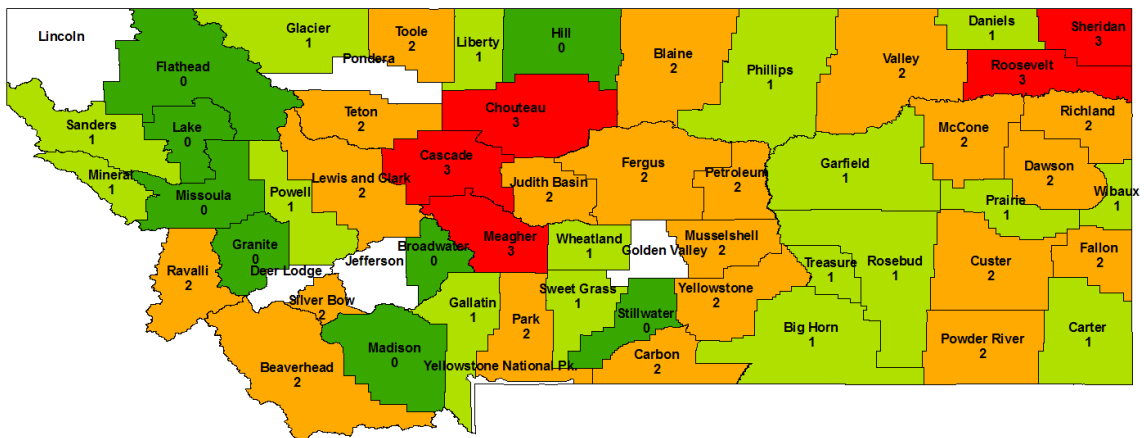 Lincoln
Flathead
0
Glacier
1
Toole
2
Pondera
Liberty
1
Hill
0
Blaine
2
Phillips
1
Valley
2
Daniels
1
Sheridan
3
Roosevelt
3
Sanders
1
Lake
0
Teton
2
Chouteau
3
McCone
2
Richland
2
Mineral
1
Missoula
0
Powell
1
Lewis and Clark
2
Cascade
3
Judith Basin
2
Fergus
2
Petroleum
2
Garfield
1
Dawson
2
Prairie
1
Wibaux
1
Ravalli
2
Granite
0
Deer Lodge
Jefferson
Broadwater
0
Meagher
3
Wheatland
1
Golden Valley
Musselshell
2
Treasure
1
Rosebud
1
Custer
2
Fallon
2
Silver Bow
2
Gallatin
1
Park
2
Sweet Grass
1
Stillwater
0
Yellowstone
2
Big Horn
1
Powder River
2
Carter
1
Beaverhead
2
Madison
0
Yellowstone National Pk.
Carbon
2